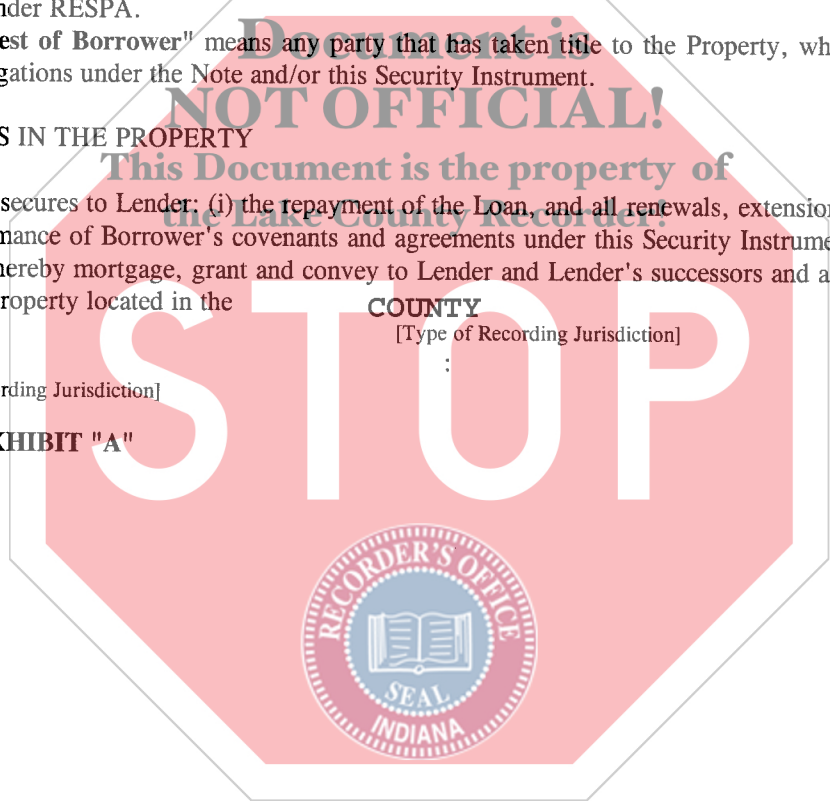 nder RESPA.
est of Borrower" means any party that has taken title to the Property, wh
gations under the Note and/or this Security Instrument.
Document is
NOT OFFICIAL!
S IN THE PROPERTY
This Document is the property of
the Lake County Recorder!
secures to Lender: (i) the repayment of the Loan, and all renewals, extension
mance of Borrower's covenants and agreements under this Security Instrume
hereby mortgage, grant and convey to Lender and Lender's successors and a
roperty located in the COUNTY
[Type of Recording Jurisdiction]
:
rding Jurisdiction]
XHIBIT "A"
STOP
RECORDER'S OFFICE
SEAL
INDIANA